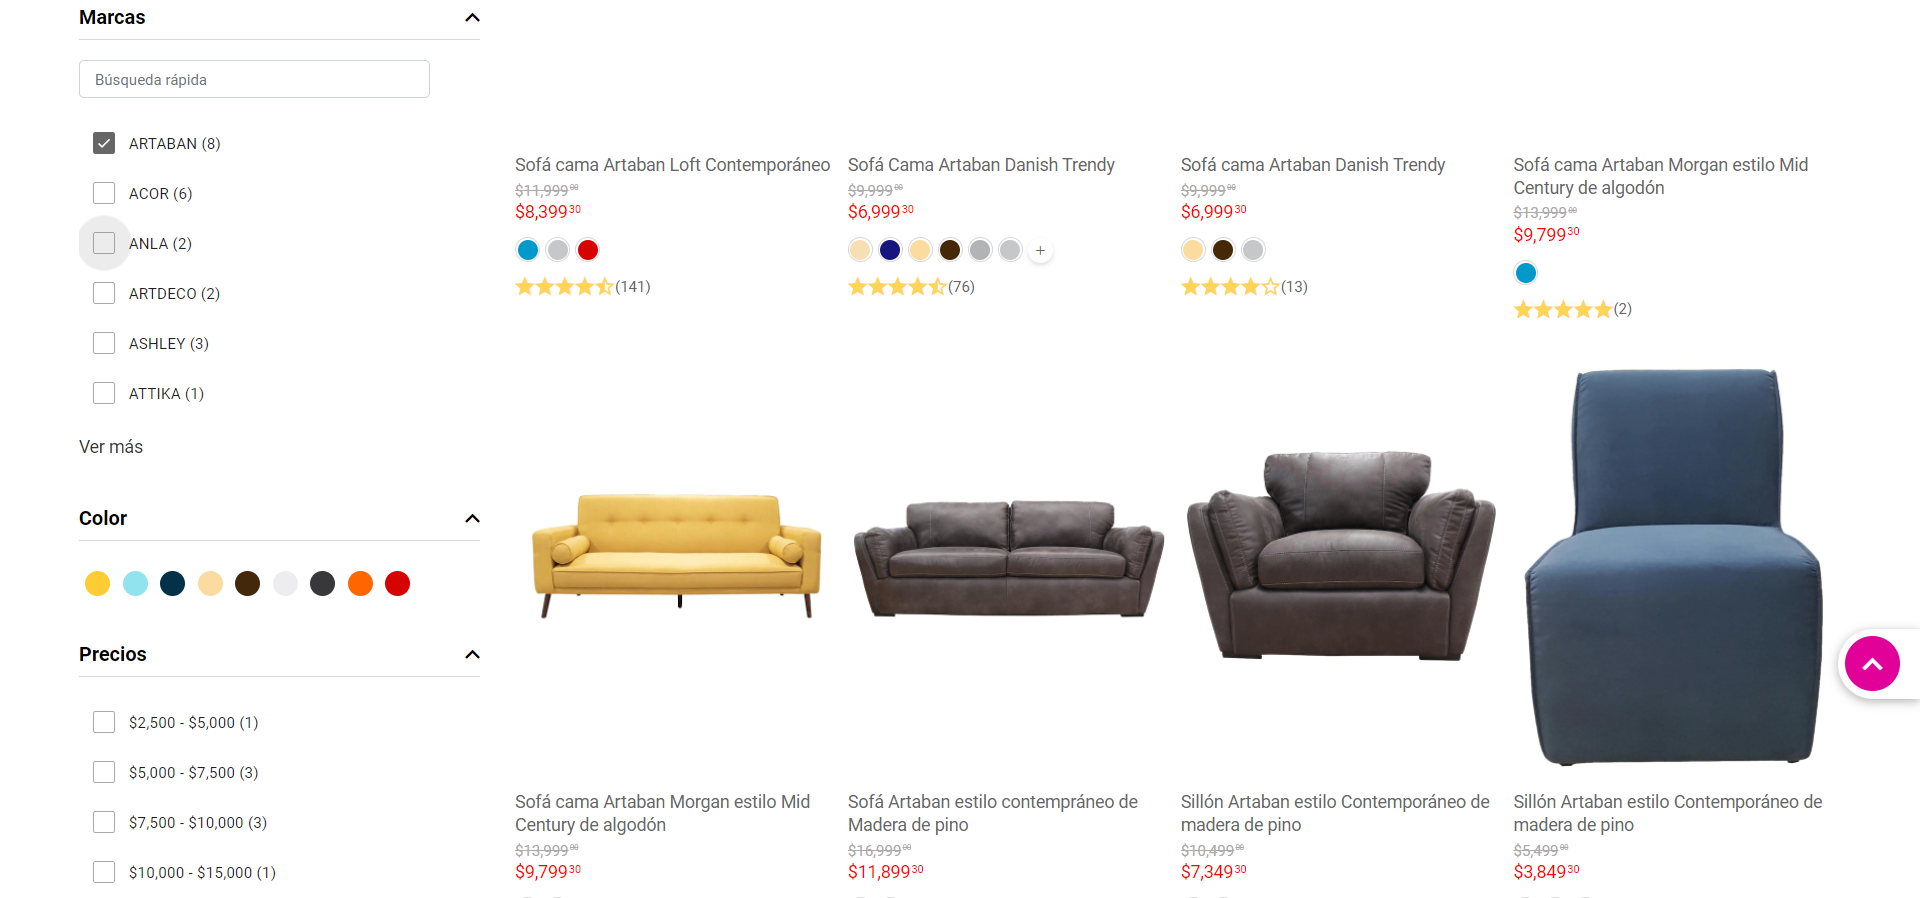 Marcas
Búsqueda rápida
ARTABAN (8)
ACOR (6)
ANLA (2)
ARTDECO (2)
ASHLEY (3)
ATTIKA (1)
Ver más
Color
Precios
$2,500 - $5,000 (1)
$5,000 - $7,500 (3)
$7,500 - $10,000 (3)
$10,000 - $15,000 (1)
Sofá cama Artaban Loft Contemporáneo
$11,999.00
$8,399.30
(141)
Sofá Cama Artaban Danish Trendy
$9,999.00
$6,999.30
+
(76)
Sofá cama Artaban Danish Trendy
$9,999.00
$6,999.30
(13)
Sofá cama Artaban Morgan estilo Mid
Century de algodón
$13,999.00
$9,799.30
(2)
Sofá cama Artaban Morgan estilo Mid
Century de algodón
$13,999.00
$9,799.30
Sofá Artaban estilo contempráneo de
Madera de pino
$16,999.00
$11,899.30
Sillón Artaban estilo Contemporáneo de
madera de pino
$10,499.00
$7,349.30
Sillón Artaban estilo Contemporáneo de
madera de pino
$5,499.00
$3,849.30